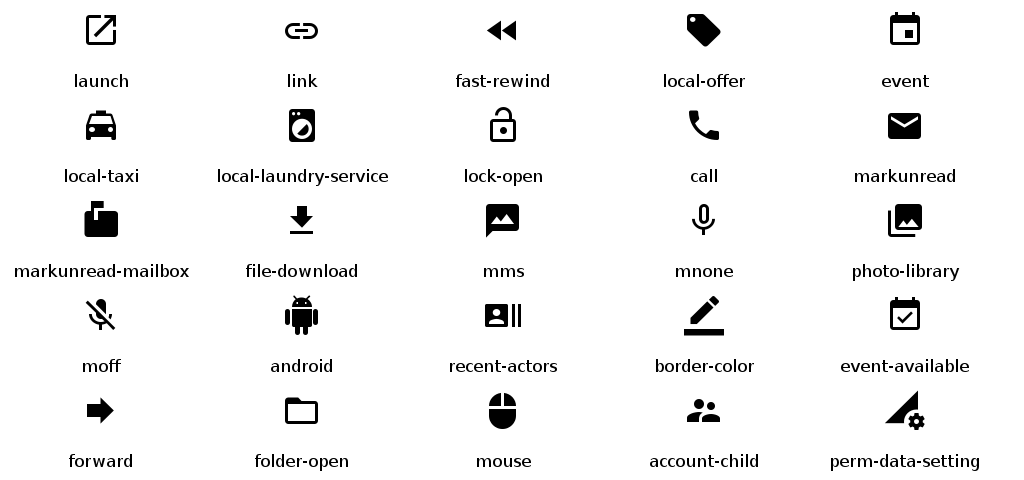 launch link fast-rewind local-offer event
local-taxi local-laundry-service lock-open call markunread
markunread-mailbox file-download mms mnone photo-library
moff android recent-actors border-color event-available
forward folder-open mouse account-child perm-data-setting